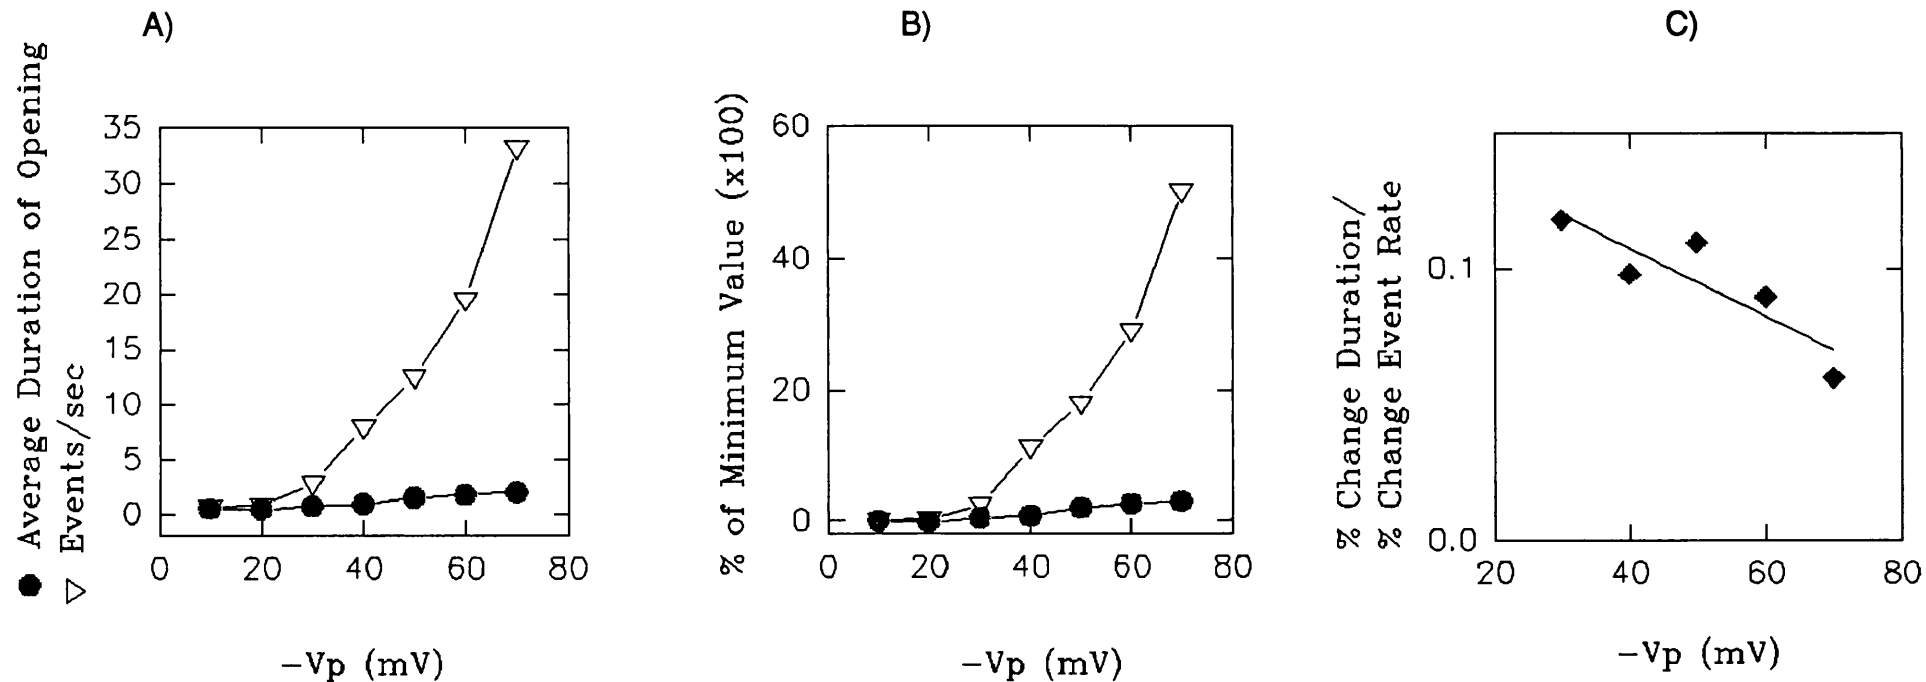 A)
● Average Duration of Opening
▽ Events/sec
35
30
25
20
15
10
5
0
0 20 40 60 80
−Vp (mV)
B)
% of Minimum Value (x100)
60
40
20
0
0 20 40 60 80
−Vp (mV)
C)
% Change Duration/
% Change Event Rate
0.1
0.0
20 40 60 80
−Vp (mV)